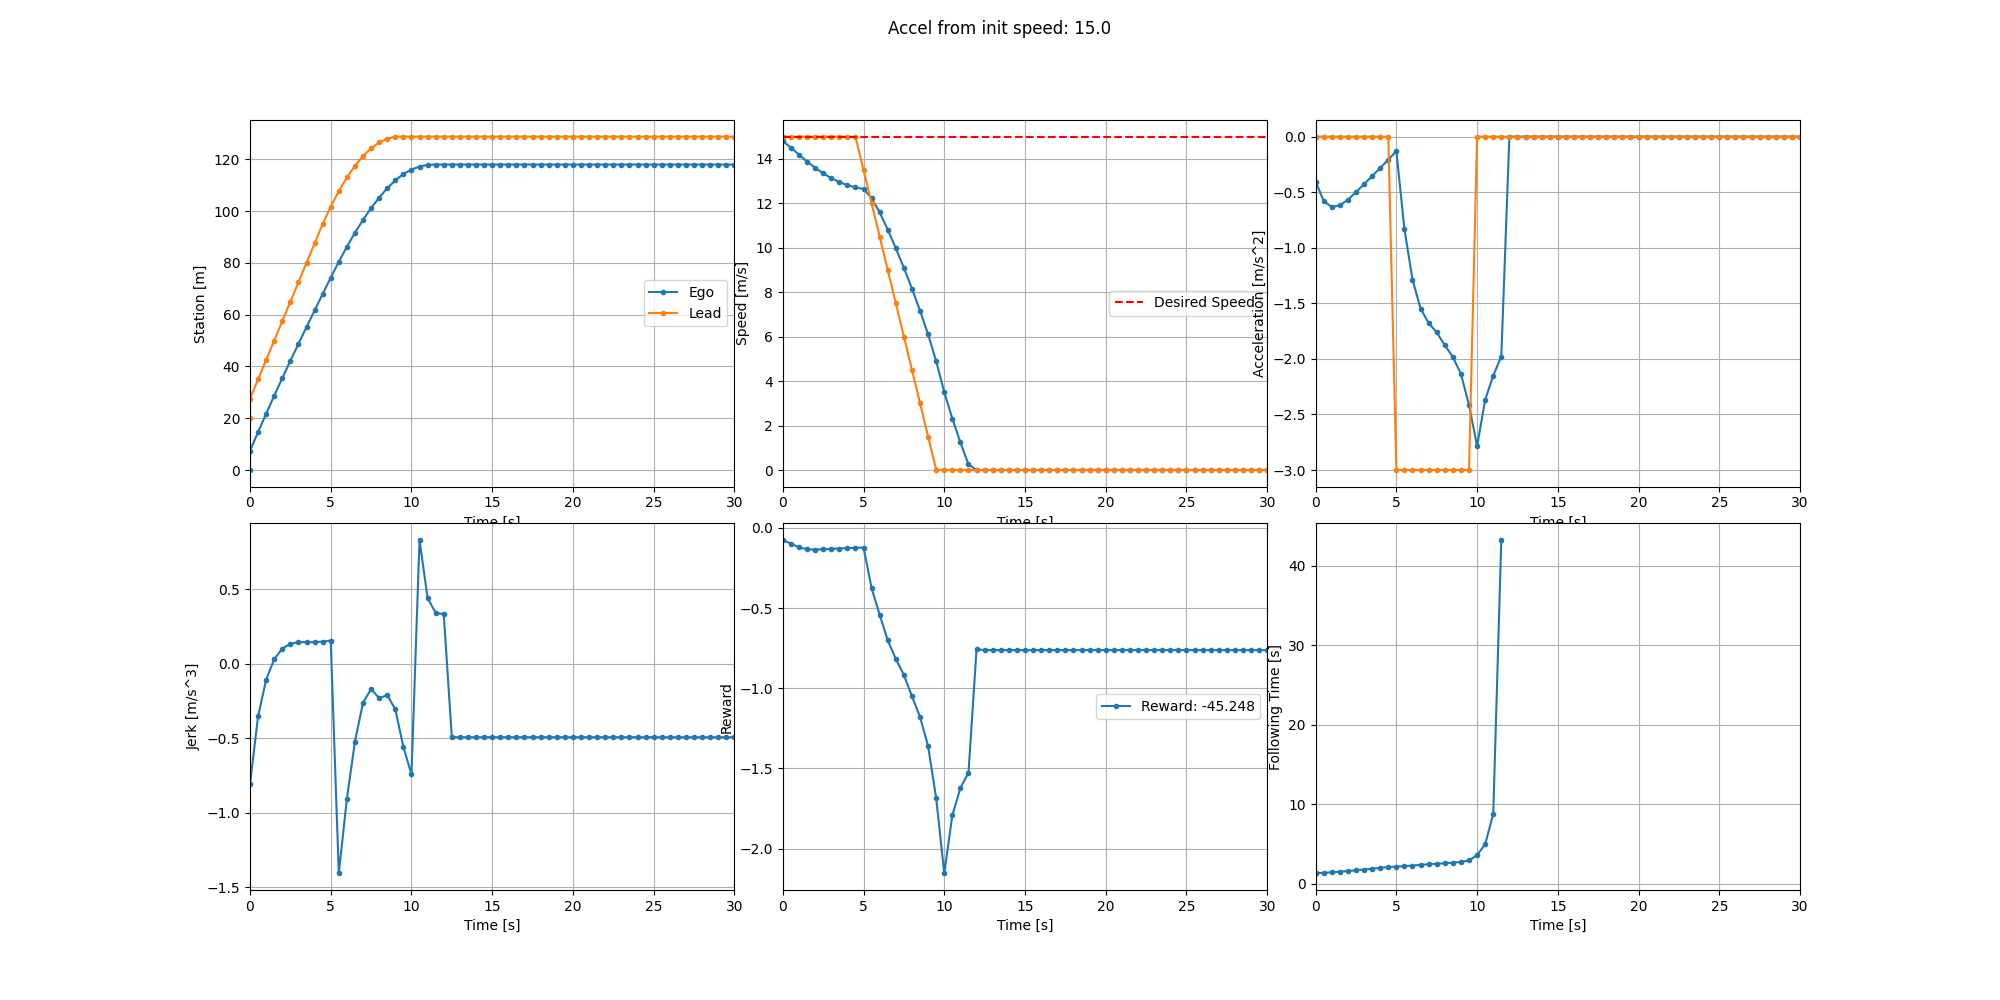 Accel from init speed: 15.0
Station [m]
120
100
80
60
40
20
0
0 5 10 15 20 25 30
Time [s]
Ego
Lead
Speed [m/s]
14
12
10
8
6
4
2
0
0 5 10 15 20 25 30
Time [s]
Desired Speed
Acceleration [m/s^2]
0.0
−0.5
−1.0
−1.5
−2.0
−2.5
−3.0
0 5 10 15 20 25 30
Time [s]
Jerk [m/s^3]
0.5
0.0
−0.5
−1.0
−1.5
0 5 10 15 20 25 30
Time [s]
Reward
0.0
−0.5
−1.0
−1.5
−2.0
0 5 10 15 20 25 30
Time [s]
Reward: -45.248
Following Time [s]
40
30
20
10
0
0 5 10 15 20 25 30
Time [s]